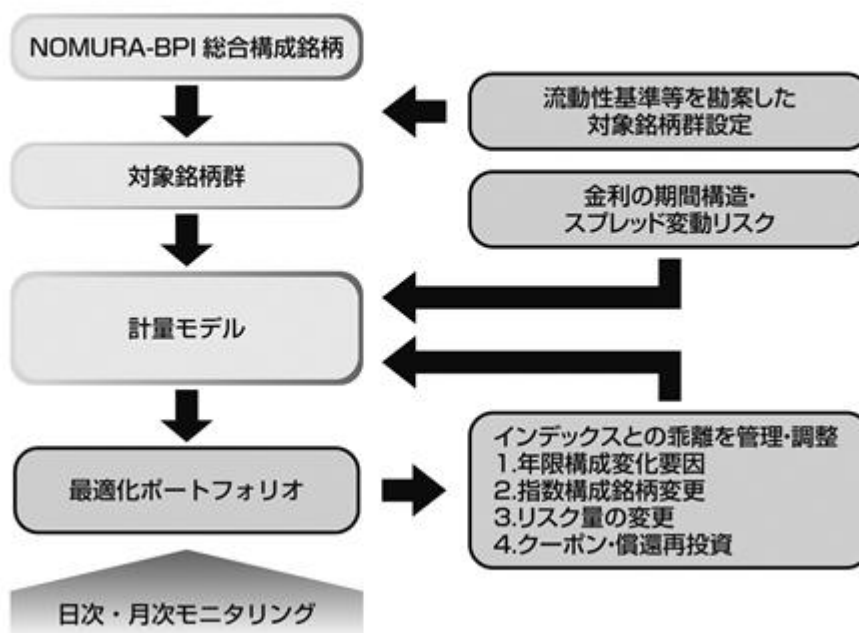 NOMURA-BPI 総合構成銘柄
流動性基準等を勘案した
対象銘柄群設定
対象銘柄群
金利の期間構造・
スプレッド変動リスク
計量モデル
最適化ポートフォリオ
インデックスとの乖離を管理・調整
1.年限構成変化要因
2.指数構成銘柄変更
3.リスク量の変更
4.クーポン・償還再投資
日次・月次モニタリング